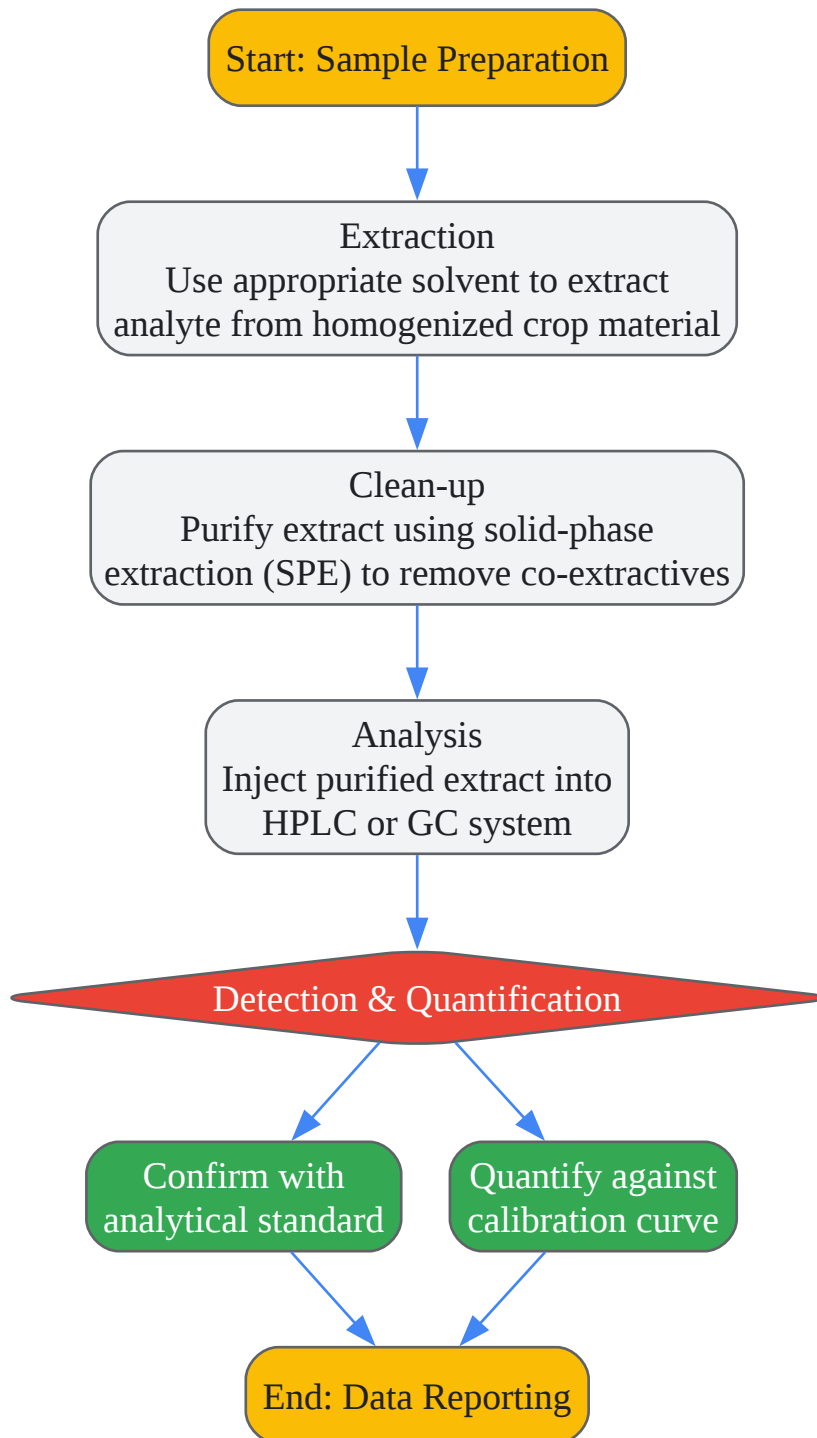 Start: Sample Preparation
Extraction
Use appropriate solvent to extract
analyte from homogenized crop material
Clean-up
Purify extract using solid-phase
extraction (SPE) to remove co-extractives
Analysis
Inject purified extract into
HPLC or GC system
Detection & Quantification
Confirm with
analytical standard
Quantify against
calibration curve
End: Data Reporting